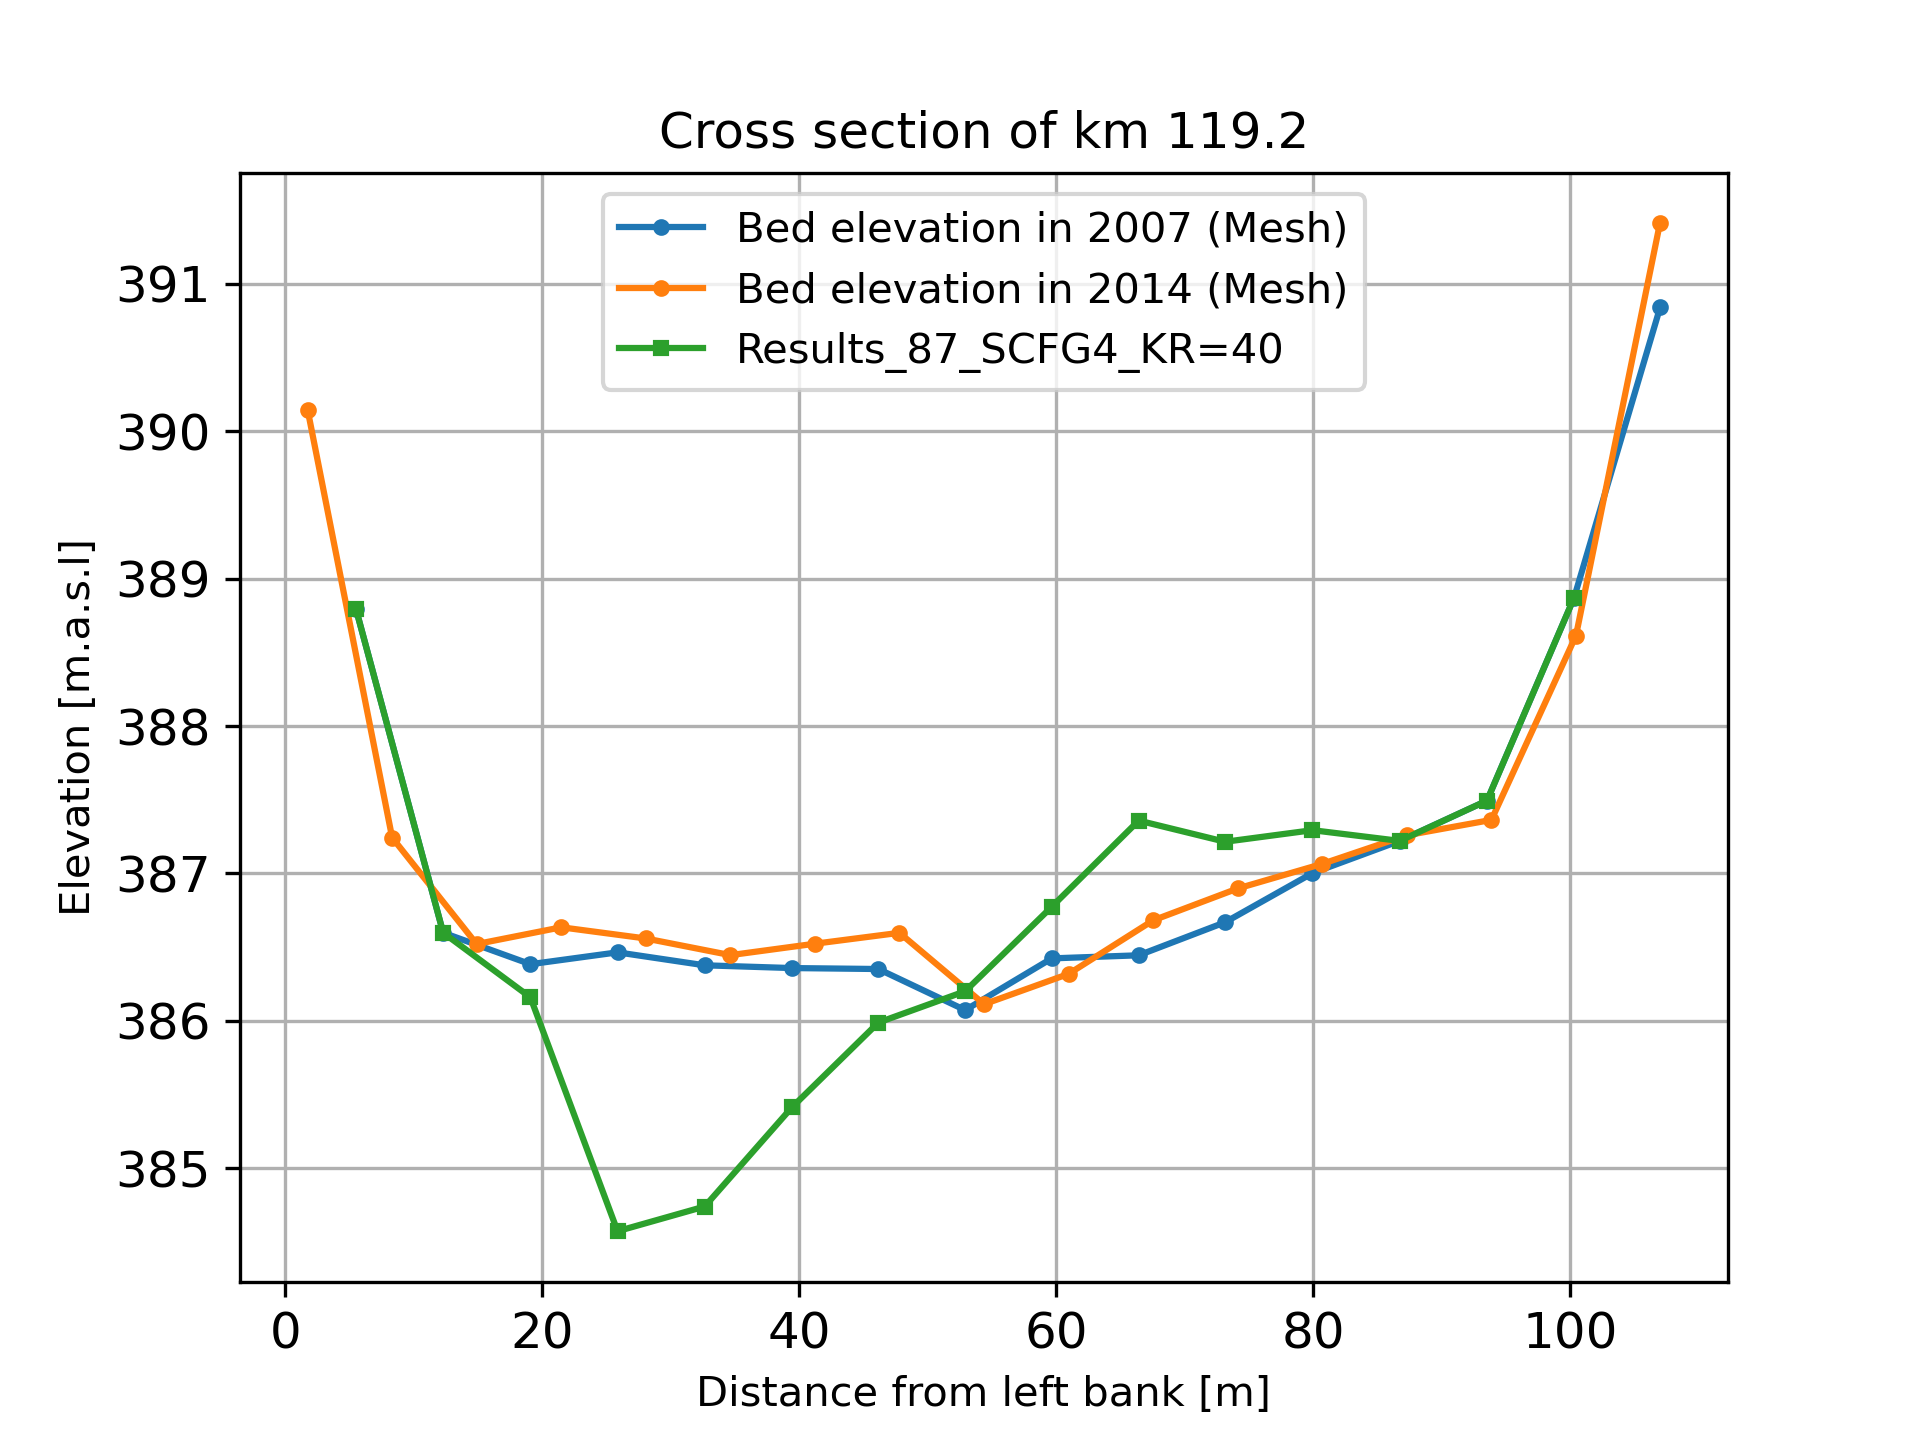 Cross section of km 119.2
Bed elevation in 2007 (Mesh)
Bed elevation in 2014 (Mesh)
Results_87_SCFG4_KR=40
391
390
389
388
387
386
385
Elevation [m.a.s.l]
0 20 40 60 80 100
Distance from left bank [m]